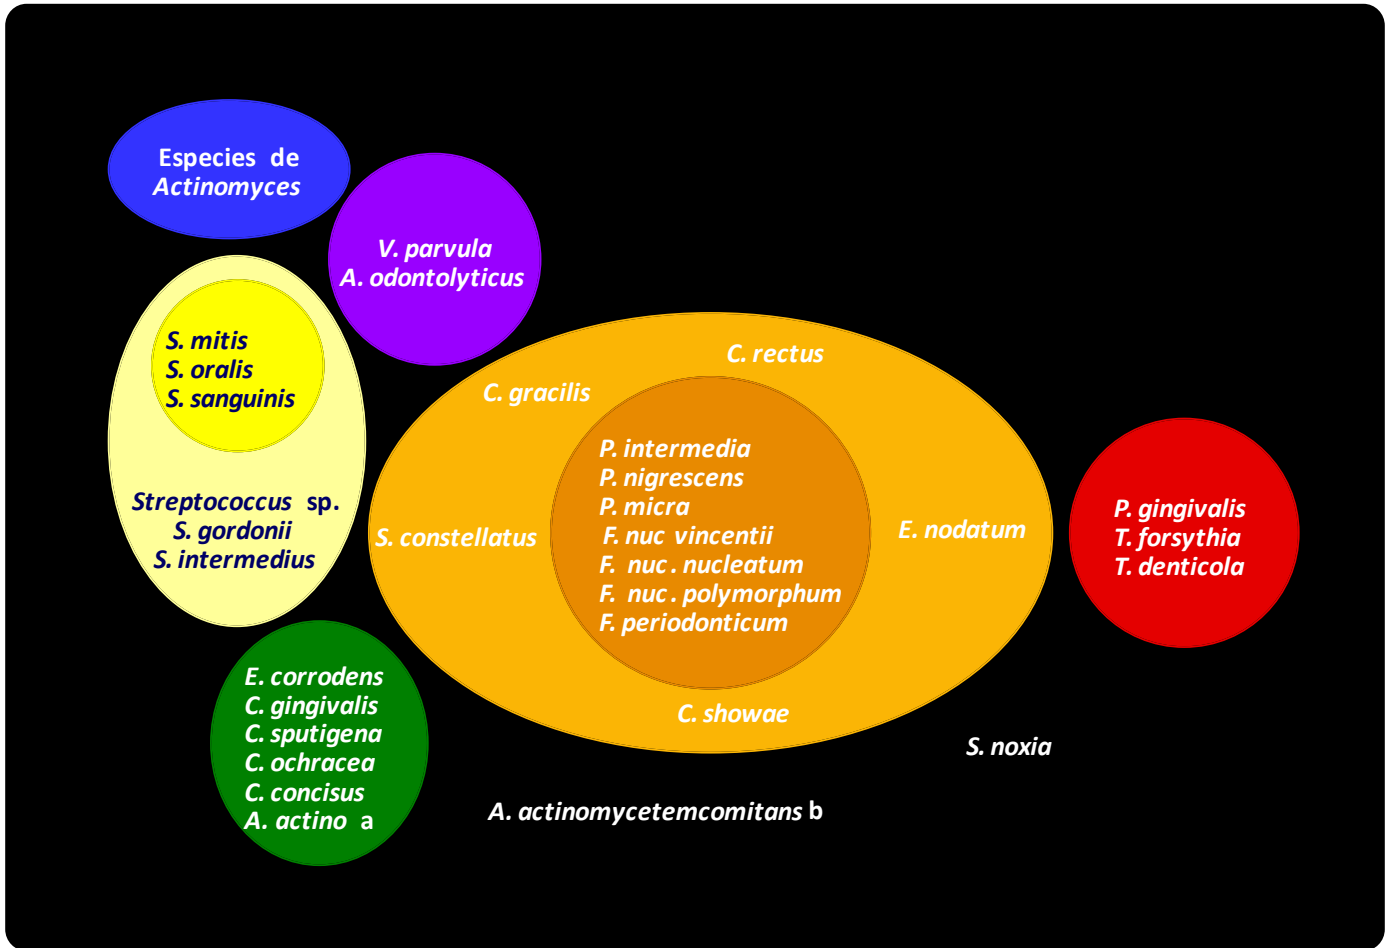 Especies de
Actinomyces
V. parvula
A. odontolyticus
S. mitis
S. oralis
S. sanguinis
Streptococcus sp.
S. gordonii
S. intermedius
E. corrodens
C. gingivalis
C. sputigena
C. ochracea
C. concisus
A. actino a
C. rectus
C. gracilis
S. constellatus
P. intermedia
P. nigrescens
P. micra
F. nuc vincentii
F. nuc. nucleatum
F. nuc. polymorphum
F. periodonticum
E. nodatum
C. showae
P. gingivalis
T. forsythia
T. denticola
S. noxia
A. actinomycetemcomitans b